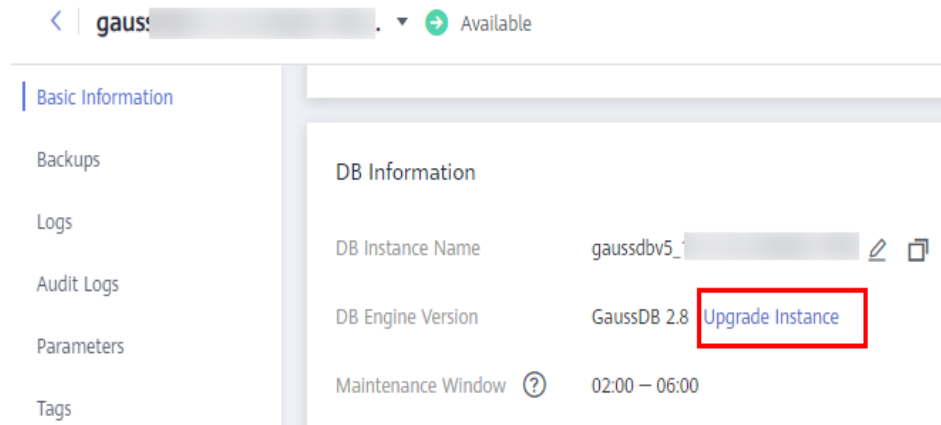 gauss . Available
Basic Information
Backups
Logs
Audit Logs
Parameters
Tags
DB Information
DB Instance Name gaussdbv5_
DB Engine Version GaussDB 2.8 Upgrade Instance
Maintenance Window ? 02:00 – 06:00